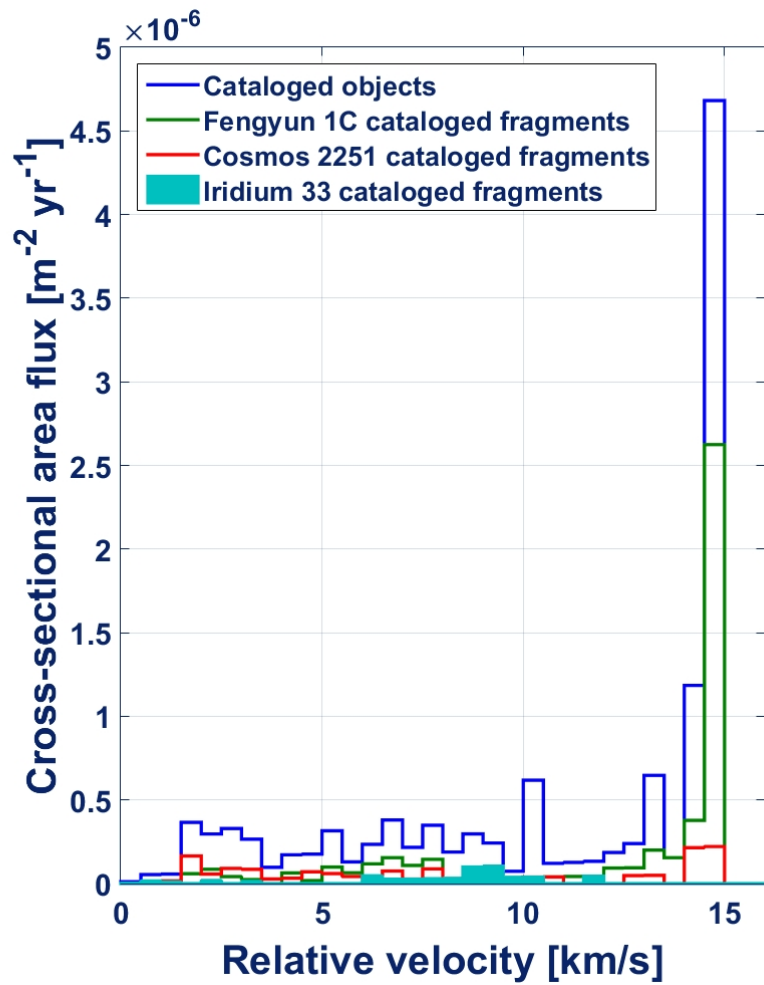 ×10⁻⁶
5
4.5
4
3.5
3
2.5
2
1.5
1
0.5
0
Cross-sectional area flux [m⁻² yr⁻¹]
Cataloged objects
Fengyun 1C cataloged fragments
Cosmos 2251 cataloged fragments
Iridium 33 cataloged fragments
0 5 10 15
Relative velocity [km/s]